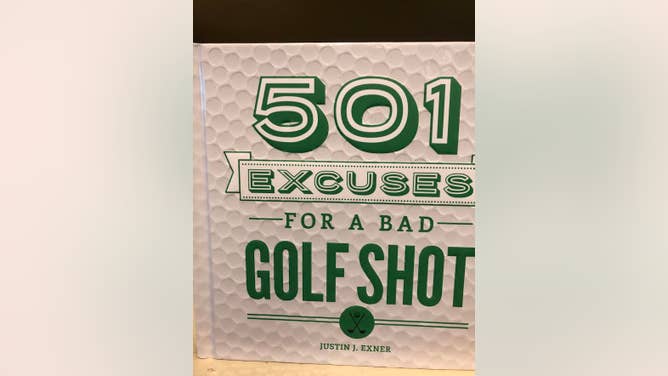 501
EXCUSES
FOR A BAD
GOLF SHOT
JUSTIN J. EXNER